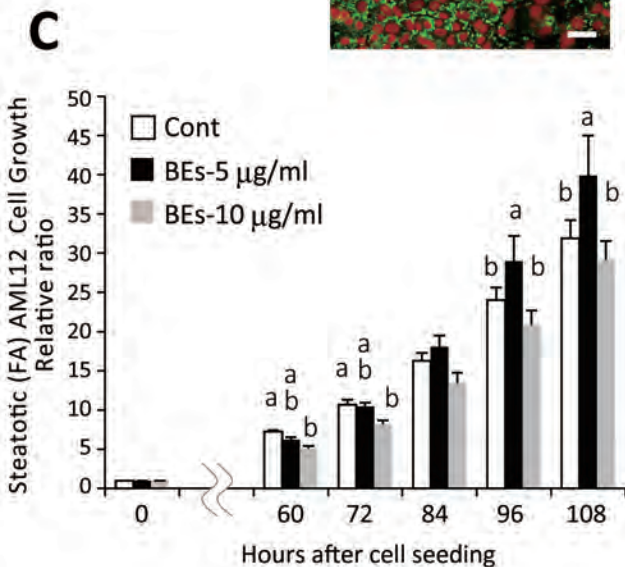 C
50
45
40
35
30
25
20
15
10
5
0
Steatotic (FA) AML12 Cell Growth
Relative ratio
Cont
BEs-5 µg/ml
BEs-10 µg/ml
a a b b
a a b b
b a b
b a b
0 60 72 84 96 108
Hours after cell seeding